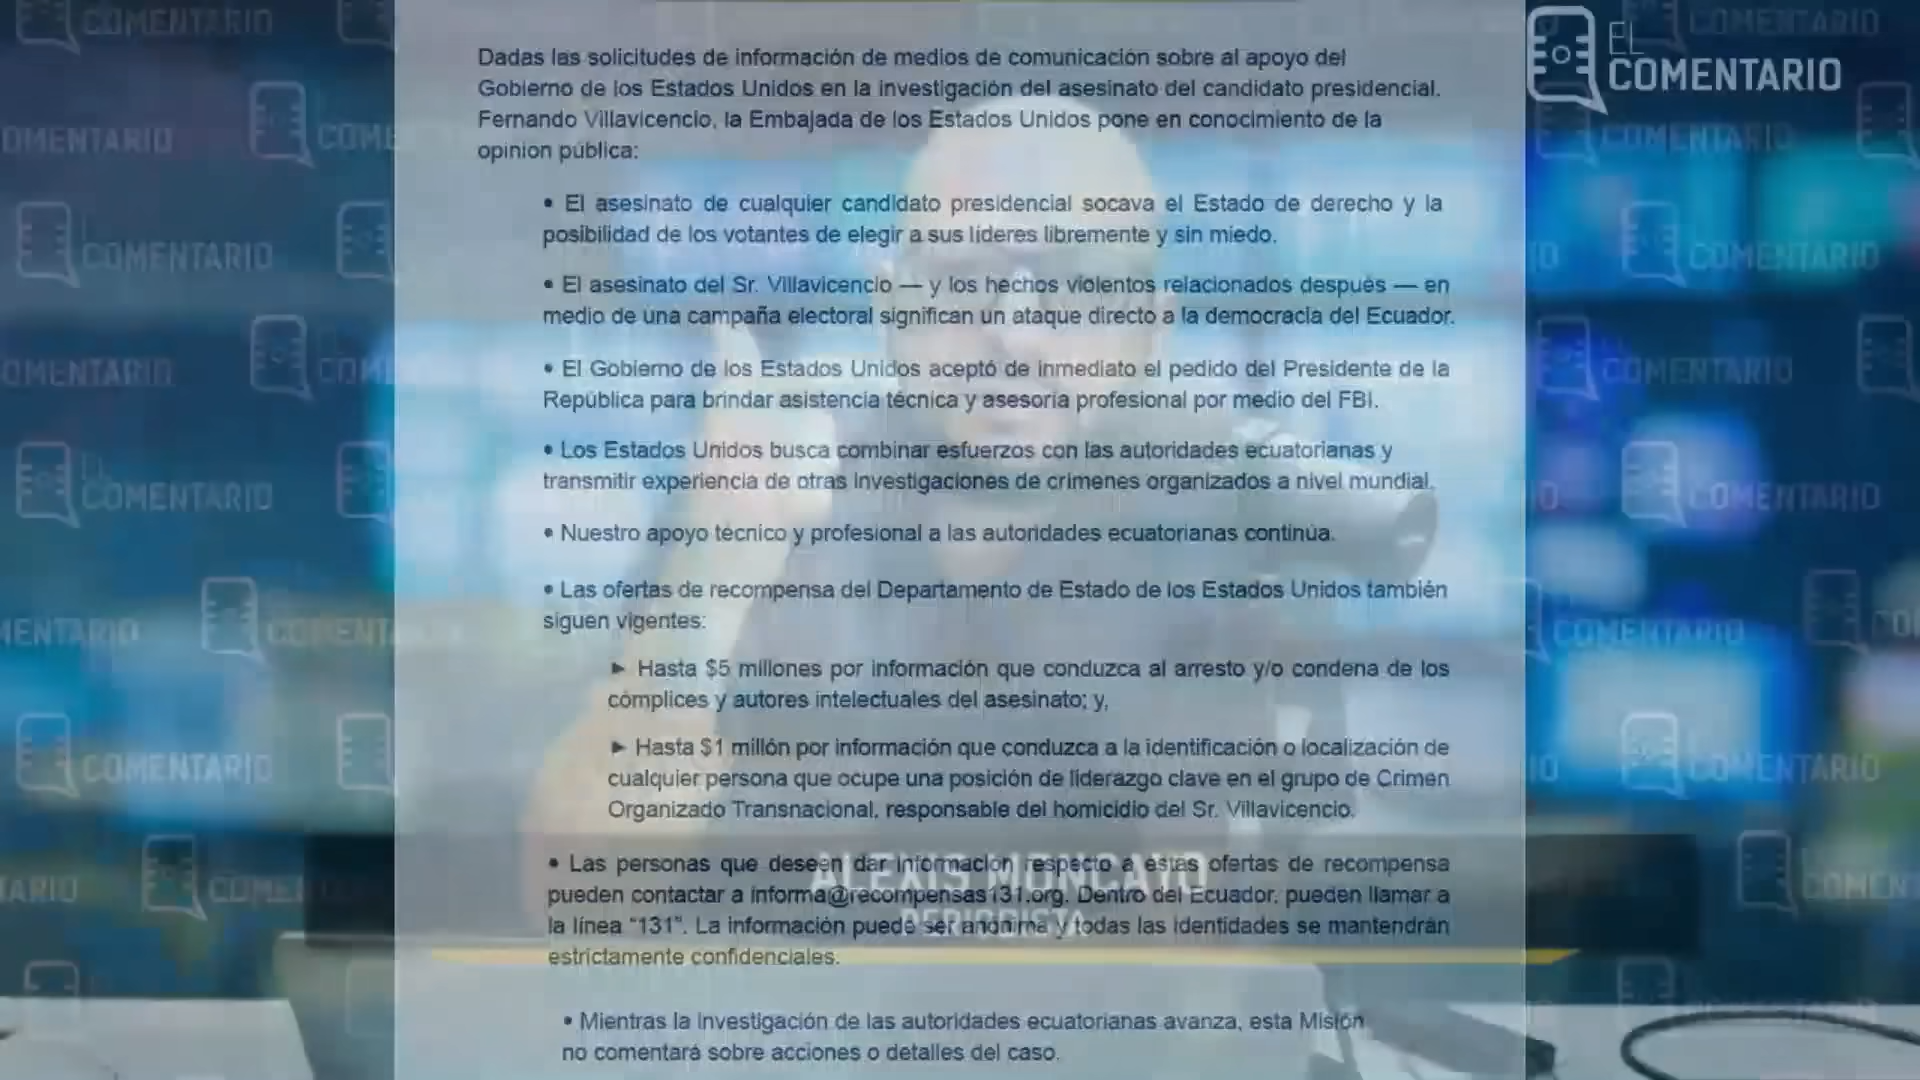 EL
COMENTARIO
Dadas las solicitudes de información de medios de comunicación sobre al apoyo del
Gobierno de los Estados Unidos en la investigación del asesinato del candidato presidencial.
Fernando Villavicencio, la Embajada de los Estados Unidos pone en conocimiento de la
opinion pública:
• El asesinato de cualquier candidato presidencial socava el Estado de derecho y la
posibilidad de los votantes de elegir a sus líderes libremente y sin miedo.
• El asesinato del Sr. Villavicencio — y los hechos violentos relacionados después — en
medio de una campaña electoral significan un ataque directo a la democracia del Ecuador.
• El Gobierno de los Estados Unidos aceptó de inmediato el pedido del Presidente de la
República para brindar asistencia técnica y asesoría profesional por medio del FBI.
• Los Estados Unidos busca combinar esfuerzos con las autoridades ecuatorianas y
transmitir experiencia de otras investigaciones de crímenes organizados a nivel mundial.
• Nuestro apoyo técnico y profesional a las autoridades ecuatorianas continúa.
• Las ofertas de recompensa del Departamento de Estado de los Estados Unidos también
siguen vigentes:
► Hasta $5 millones por información que conduzca al arresto y/o condena de los
cómplices y autores intelectuales del asesinato; y,
► Hasta $1 millón por información que conduzca a la identificación o localización de
cualquier persona que ocupe una posición de liderazgo clave en el grupo de Crimen
Organizado Transnacional, responsable del homicidio del Sr. Villavicencio.
• Las personas que deseen dar información respecto a estas ofertas de recompensa
pueden contactar a informa@recompensas131.org. Dentro del Ecuador, pueden llamar a
la línea "131". La información puede ser anónima y todas las identidades se mantendrán
estrictamente confidenciales.
ALEXIS MONCAYO
PERIODISTA
• Mientras la investigación de las autoridades ecuatorianas avanza, esta Misión
no comentará sobre acciones o detalles del caso.